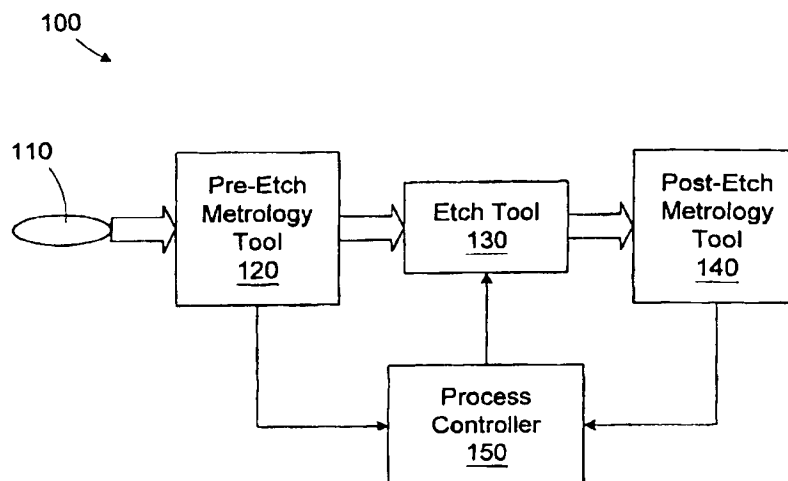 100
110
Pre-Etch
Metrology
Tool
120
Etch Tool
130
Post-Etch
Metrology
Tool
140
Process
Controller
150